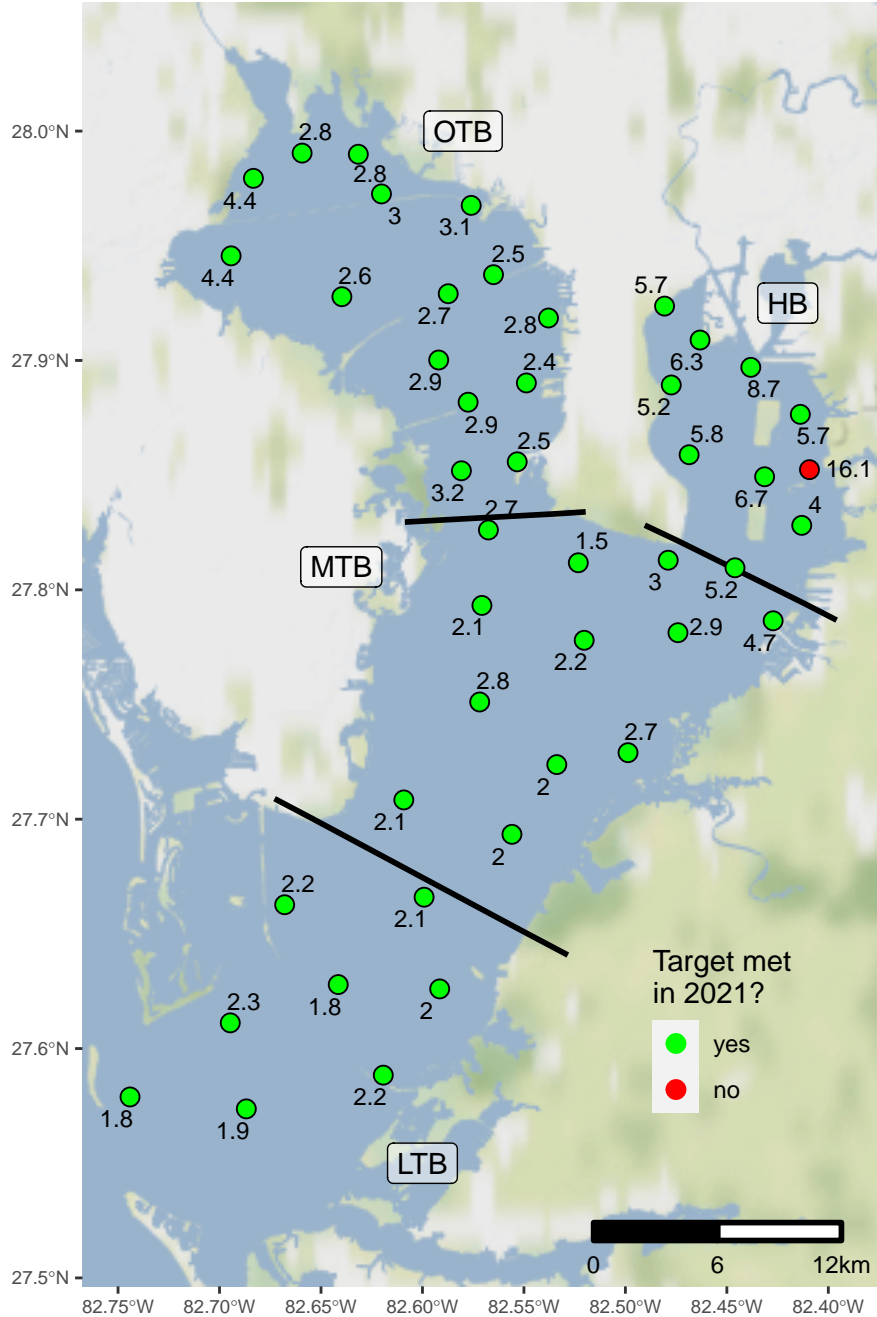 28.0°N
27.9°N
27.8°N
27.7°N
27.6°N
27.5°N
OTB
2.8
2.8
4.4
3
3.1
4.4
2.5
2.6
2.7
2.8
5.7
HB
6.3
2.9
2.4
5.2
8.7
2.9
5.8
5.7
2.5
16.1
3.2
6.7
4
2.7
MTB
1.5
3
5.2
2.1
2.2
2.9
4.7
2.8
2.7
2
2.1
2
2.2
2.1
1.8
2
2.3
2.2
1.8
1.9
LTB
Target met
in 2021?
yes
no
0 6 12km
82.75°W 82.70°W 82.65°W 82.60°W 82.55°W 82.50°W 82.45°W 82.40°W